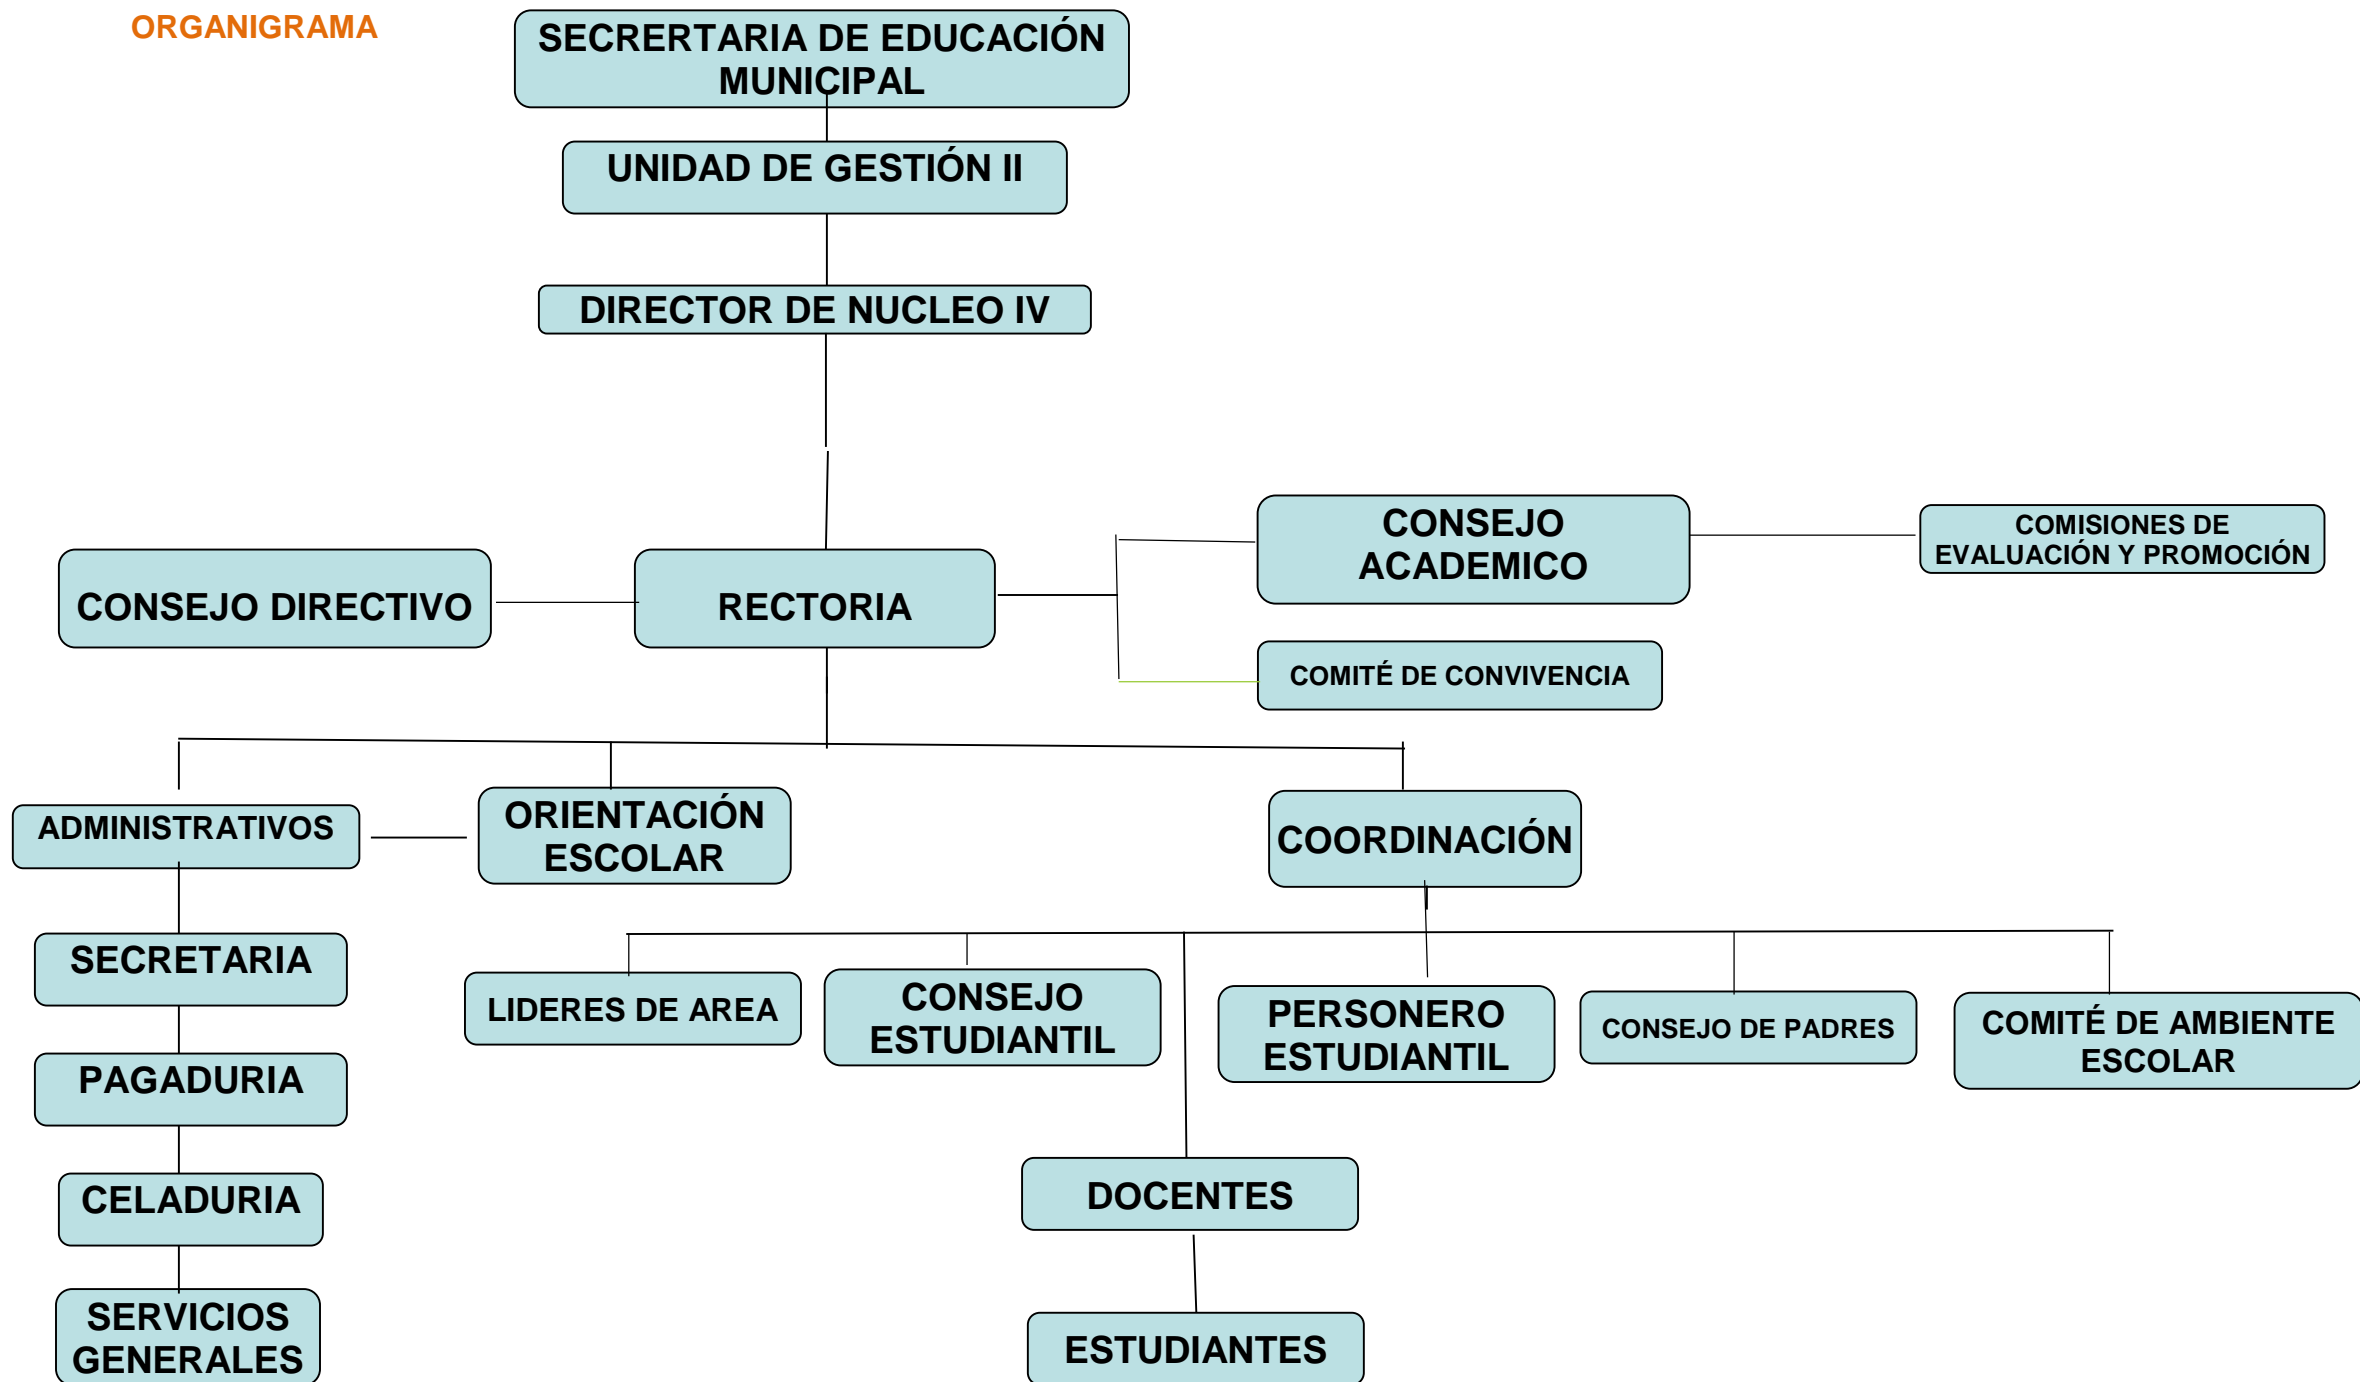 ORGANIGRAMA
SECRERTARIA DE EDUCACIÓN
MUNICIPAL
UNIDAD DE GESTIÓN II
DIRECTOR DE NUCLEO IV
CONSEJO DIRECTIVO
RECTORIA
CONSEJO
ACADEMICO
COMISIONES DE
EVALUACIÓN Y PROMOCIÓN
COMITÉ DE CONVIVENCIA
ADMINISTRATIVOS
ORIENTACIÓN
ESCOLAR
COORDINACIÓN
SECRETARIA
PAGADURIA
CELADURIA
SERVICIOS
GENERALES
LIDERES DE AREA
CONSEJO
ESTUDIANTIL
PERSONERO
ESTUDIANTIL
CONSEJO DE PADRES
COMITÉ DE AMBIENTE
ESCOLAR
DOCENTES
ESTUDIANTES